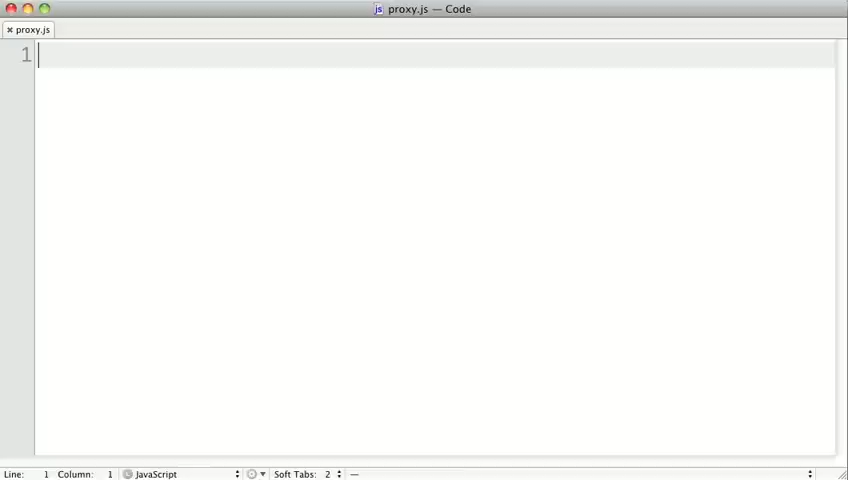 proxy.js — Code
proxy.js
1
Line: 1 Column: 1 JavaScript Soft Tabs: 2 —